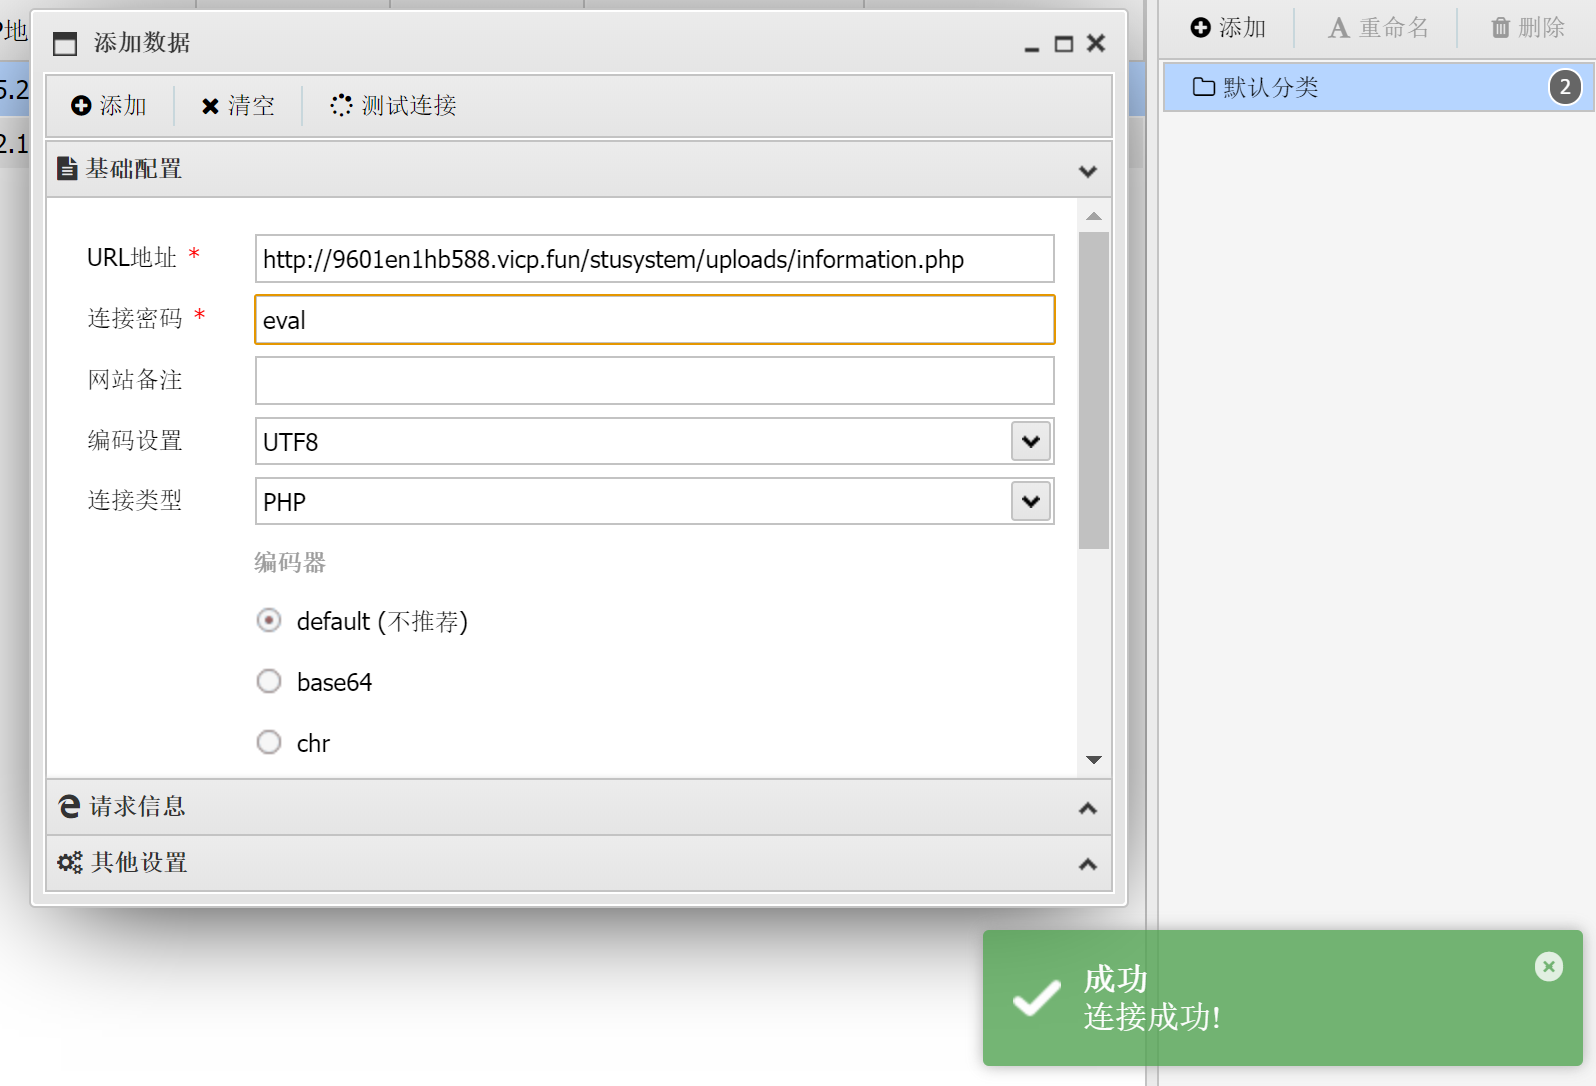 P地
添加数据
添加 重命名 删除
5.2
添加 清空 测试连接
默认分类 2
2.1
基础配置
URL地址 * http://9601en1hb588.vicp.fun/stusystem/uploads/information.php
连接密码 * eval
网站备注
编码设置 UTF8
连接类型 PHP
编码器
default (不推荐)
base64
chr
请求信息
其他设置
成功
连接成功!